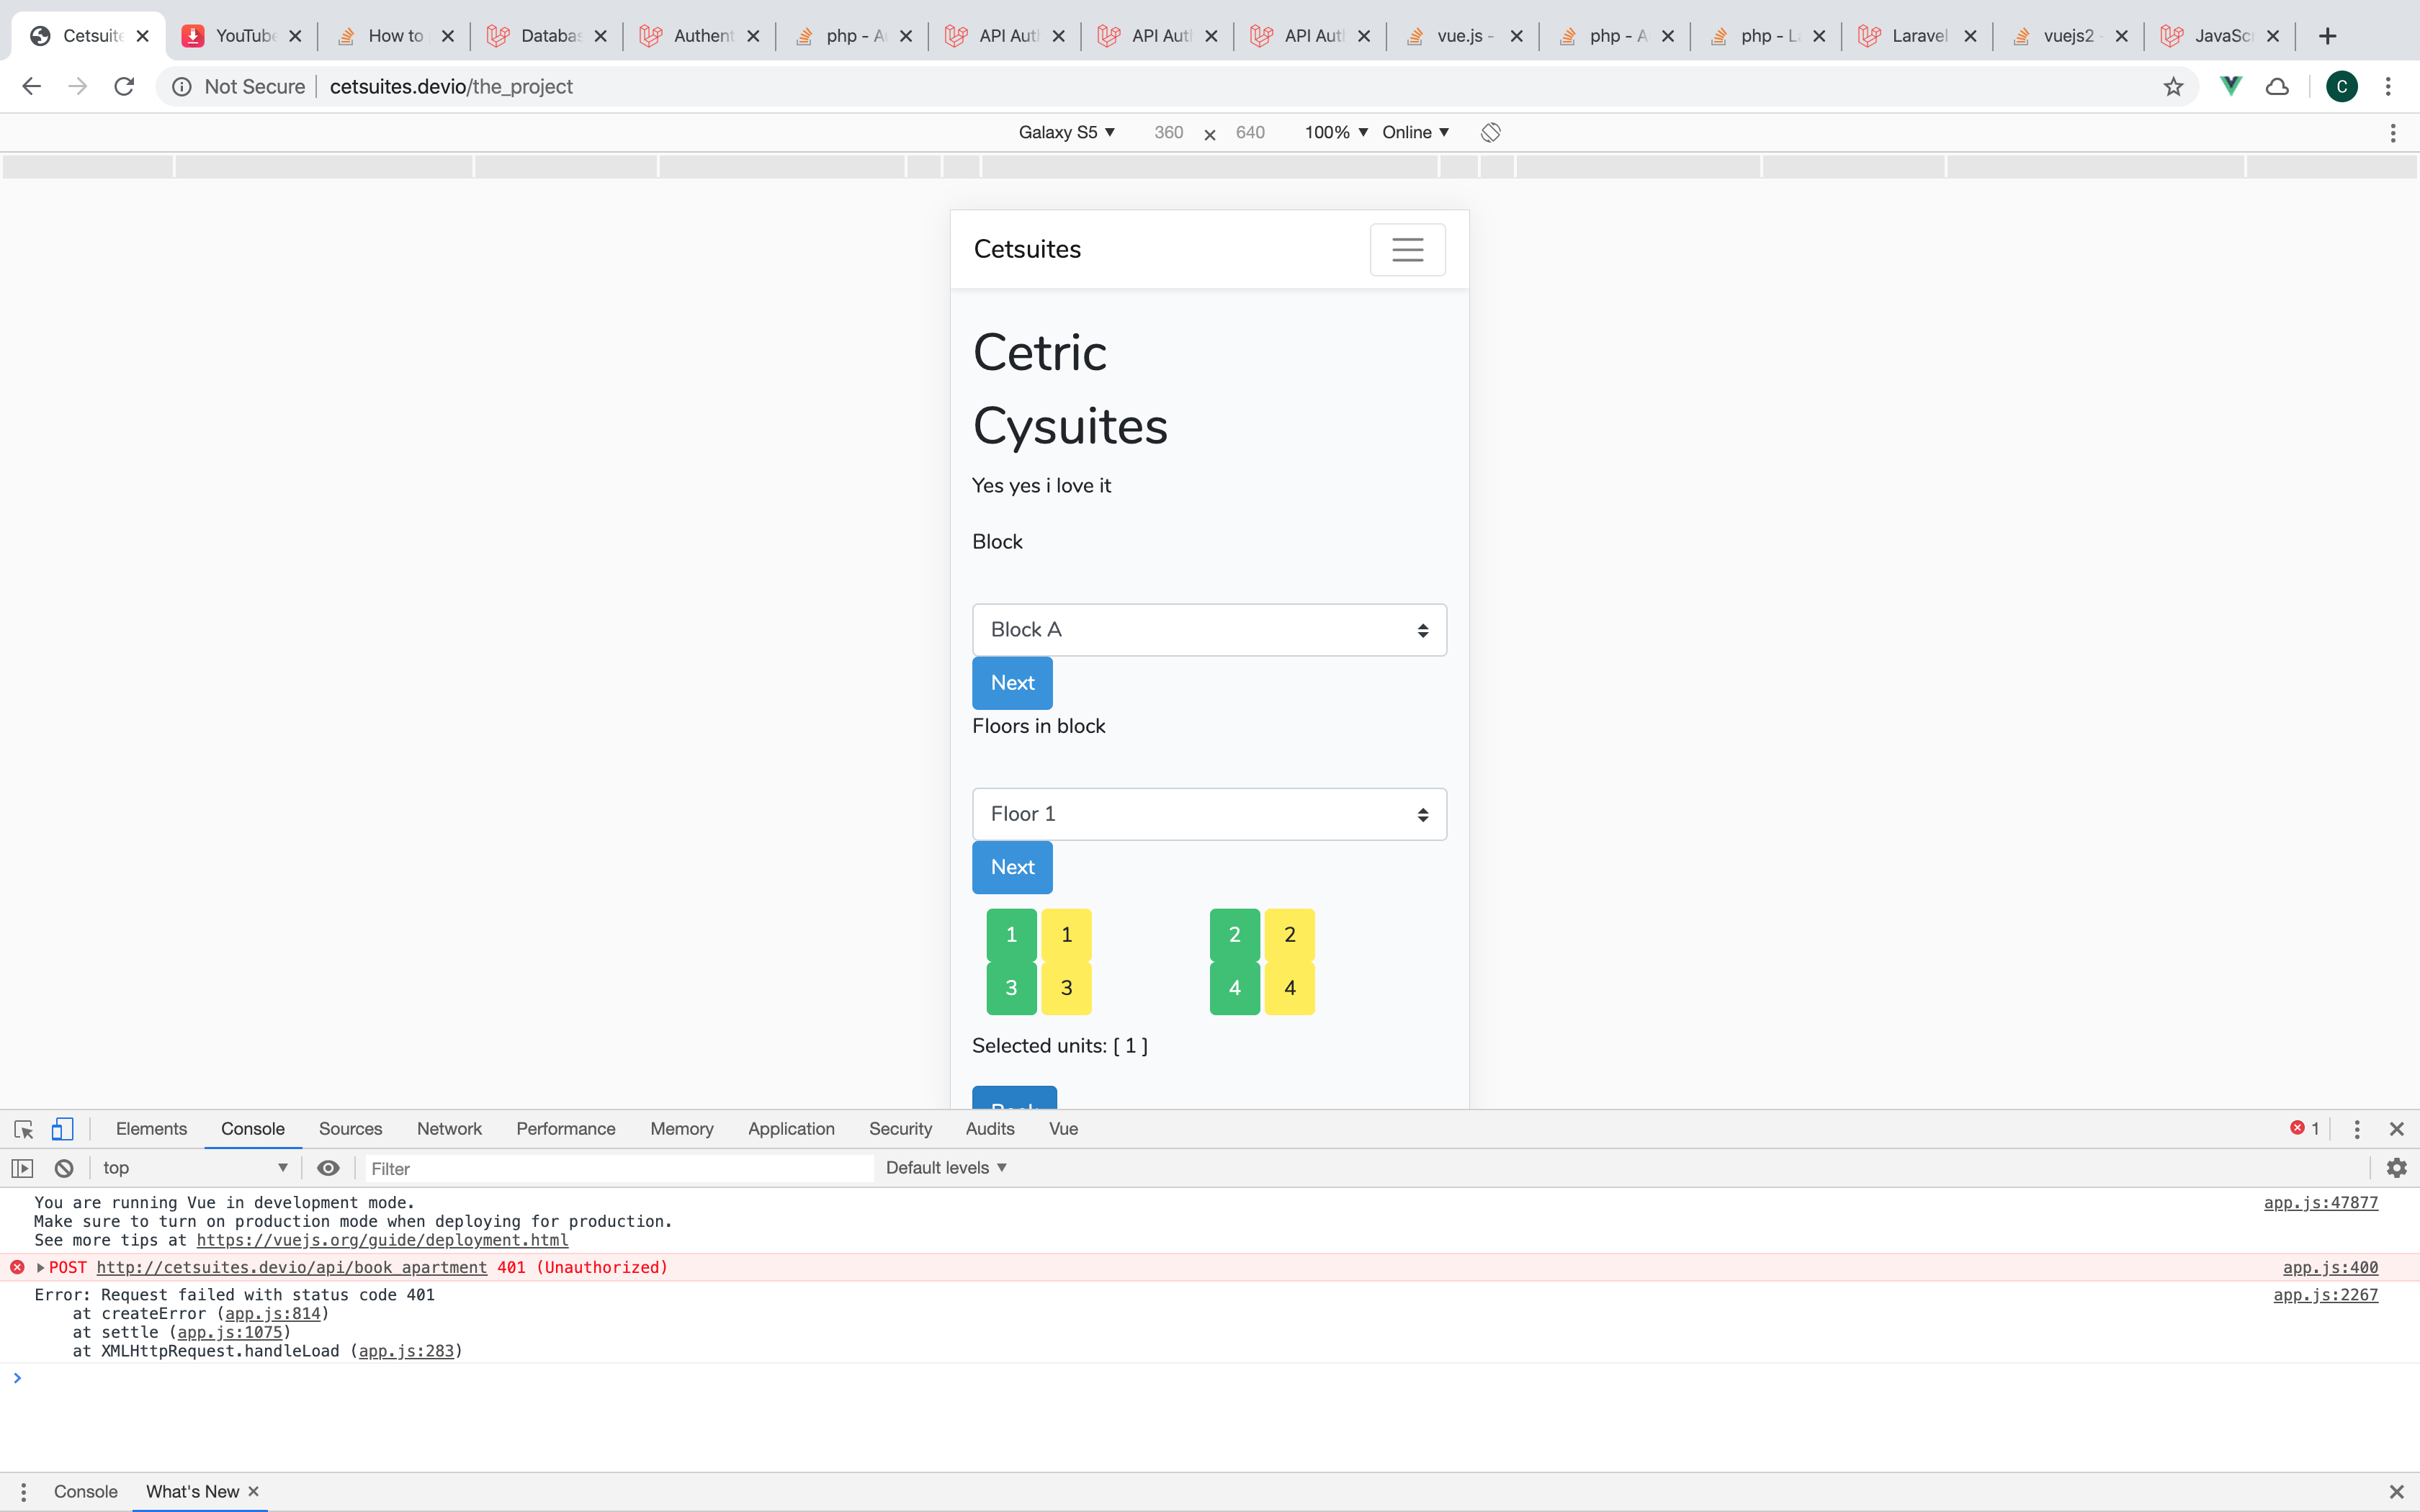 Cetsuite
YouTube
How to
Databas
Authent
php - A
API Aut
API Aut
API Aut
vue.js -
php - A
php - L
Laravel
vuejs2 -
JavaSc
Not Secure
cetsuites.devio/the_project
C
Galaxy S5 360 × 640 100% Online
Cetsuites
Cetric
Cysuites
Yes yes i love it
Block
Block A
Next
Floors in block
Floor 1
Next
1 1 2 2
3 3 4 4
Selected units: [ 1 ]
Elements Console Sources Network Performance Memory Application Security Audits Vue 1
top Filter Default levels
You are running Vue in development mode. app.js:47877
Make sure to turn on production mode when deploying for production.
See more tips at https://vuejs.org/guide/deployment.html
POST http://cetsuites.devio/api/book_apartment 401 (Unauthorized) app.js:400
Error: Request failed with status code 401 app.js:2267
at createError (app.js:814)
at settle (app.js:1075)
at XMLHttpRequest.handleLoad (app.js:283)
Console What's New